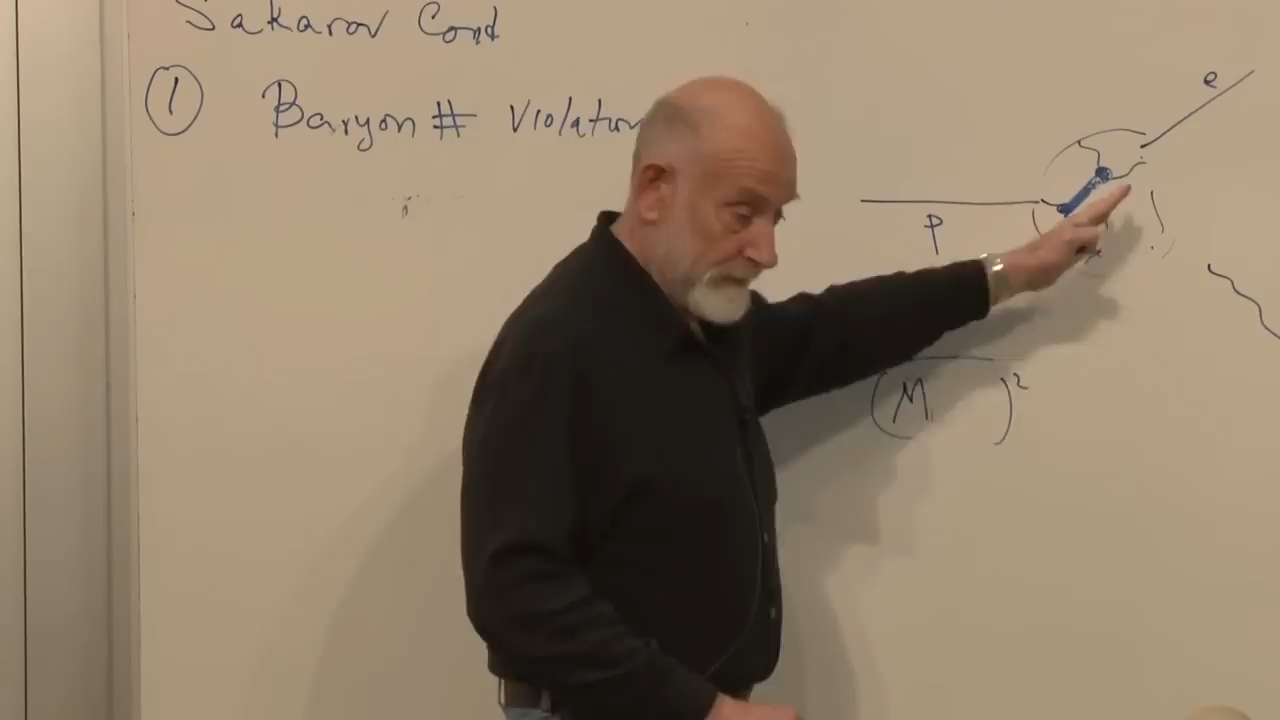 Sakarov Cond
① Baryon # Violation
e
P
(M )²